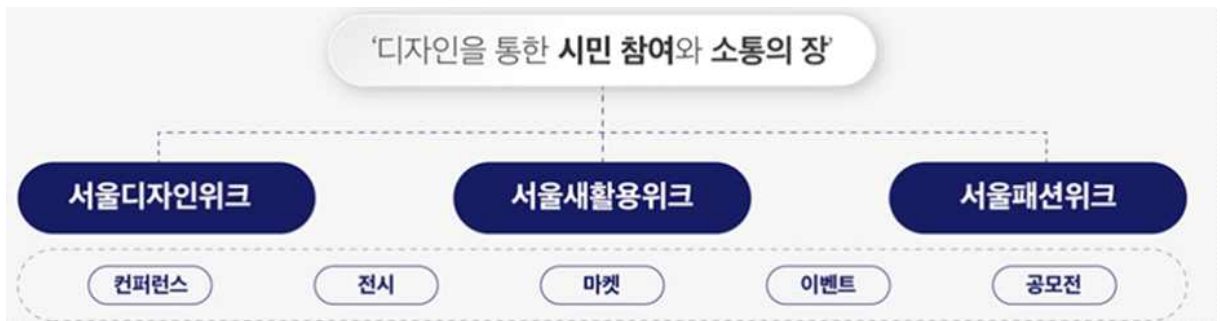 ‘디자인을 통한 시민 참여와 소통의 장’
서울디자인위크 서울새활용위크 서울패션위크
컨퍼런스 전시 마켓 이벤트 공모전